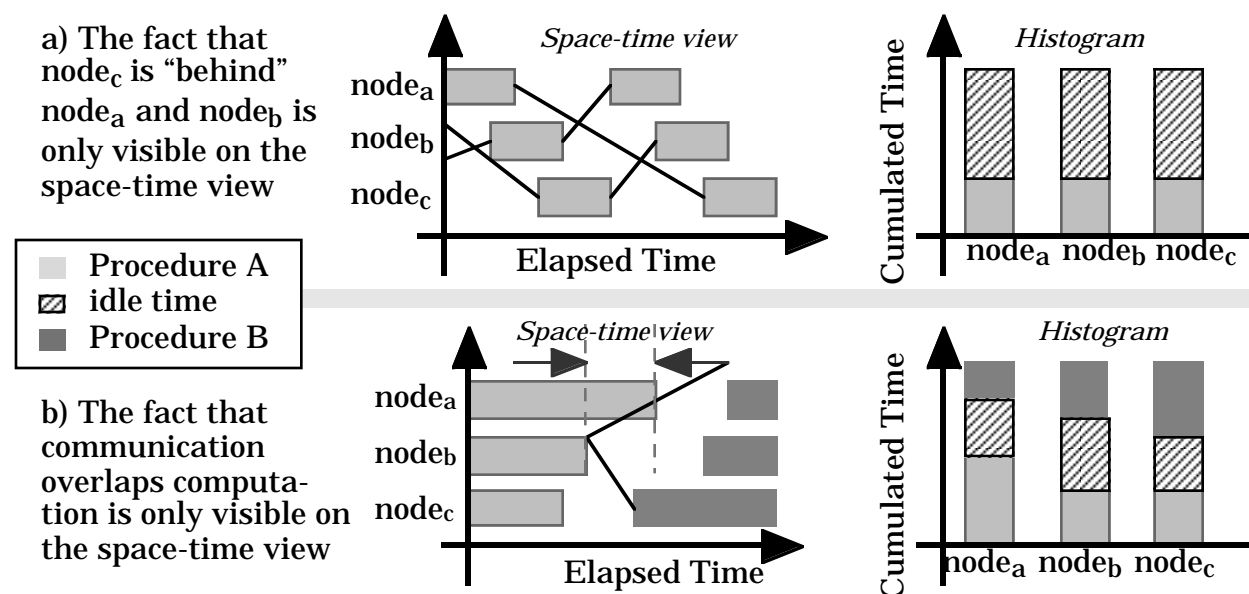 a) The fact that
nodec is “behind”
nodea and nodeb is
only visible on the
space-time view
Space-time view
nodea
nodeb
nodec
Elapsed Time
Histogram
Cumulated Time
nodea nodeb nodec
Procedure A
idle time
Procedure B
b) The fact that
communication
overlaps computa-
tion is only visible on
the space-time view
Space-time view
nodea
nodeb
nodec
Elapsed Time
Histogram
Cumulated Time
nodea nodeb nodec